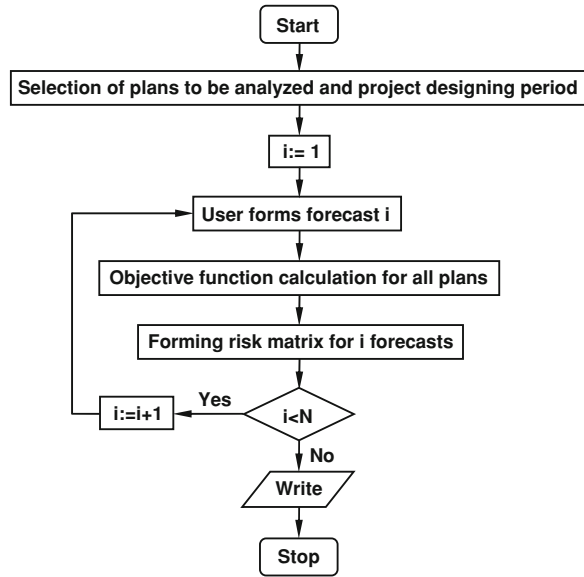 Start
Selection of plans to be analyzed and project designing period
i:= 1
User forms forecast i
Objective function calculation for all plans
Forming risk matrix for i forecasts
i:=i+1
Yes
i<N
No
Write
Stop